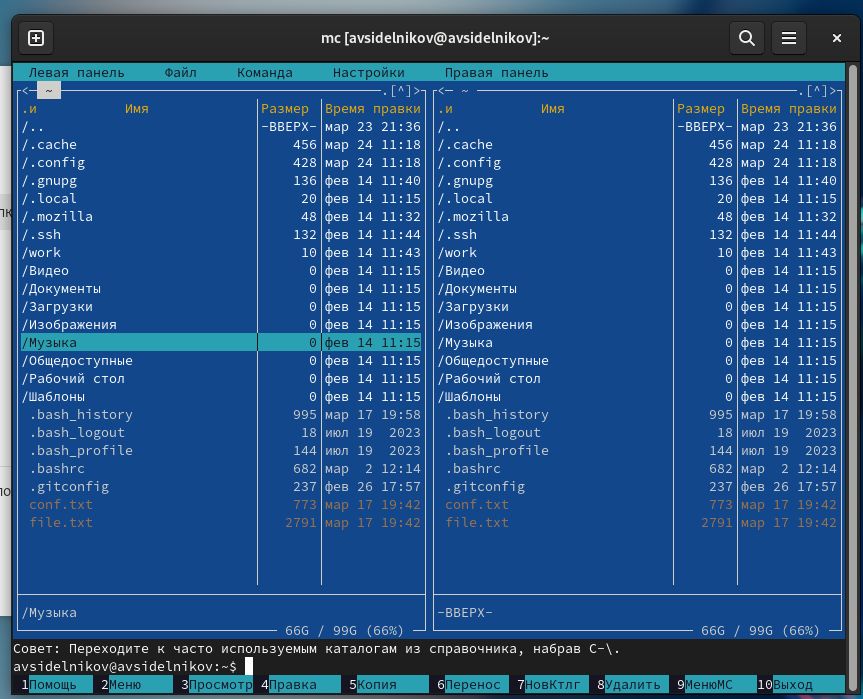 mc [avsidelnikov@avsidelnikov]:~
Левая панель Файл Команда Настройки Правая панель
<- ~ .[^]> <- ~ .[^]>
.и Имя Размер Время правки .и Имя Размер Время правки
/.. -ВВЕРХ- мар 23 21:36 /.. -ВВЕРХ- мар 23 21:36
/.cache 456 мар 24 11:18 /.cache 456 мар 24 11:18
/.config 428 мар 24 11:18 /.config 428 мар 24 11:18
/.gnupg 136 фев 14 11:40 /.gnupg 136 фев 14 11:40
/.local 20 фев 14 11:15 /.local 20 фев 14 11:15
/.mozilla 48 фев 14 11:32 /.mozilla 48 фев 14 11:32
/.ssh 132 фев 14 11:44 /.ssh 132 фев 14 11:44
/work 10 фев 14 11:43 /work 10 фев 14 11:43
/Видео 0 фев 14 11:15 /Видео 0 фев 14 11:15
/Документы 0 фев 14 11:15 /Документы 0 фев 14 11:15
/Загрузки 0 фев 14 11:15 /Загрузки 0 фев 14 11:15
/Изображения 0 фев 14 11:15 /Изображения 0 фев 14 11:15
/Музыка 0 фев 14 11:15 /Музыка 0 фев 14 11:15
/Общедоступные 0 фев 14 11:15 /Общедоступные 0 фев 14 11:15
/Рабочий стол 0 фев 14 11:15 /Рабочий стол 0 фев 14 11:15
/Шаблоны 0 фев 14 11:15 /Шаблоны 0 фев 14 11:15
.bash_history 995 мар 17 19:58 .bash_history 995 мар 17 19:58
.bash_logout 18 июл 19 2023 .bash_logout 18 июл 19 2023
.bash_profile 144 июл 19 2023 .bash_profile 144 июл 19 2023
.bashrc 682 мар 2 12:14 .bashrc 682 мар 2 12:14
.gitconfig 237 фев 26 17:57 .gitconfig 237 фев 26 17:57
conf.txt 773 мар 17 19:42 conf.txt 773 мар 17 19:42
file.txt 2791 мар 17 19:42 file.txt 2791 мар 17 19:42
/Музыка -ВВЕРХ-
66G / 99G (66%) 66G / 99G (66%)
Совет: Переходите к часто используемым каталогам из справочника, набрав C-\.
avsidelnikov@avsidelnikov:~$
1Помощь 2Меню 3Просмотр 4Правка 5Копия 6Перенос 7НовКтлг 8Удалить 9МенюMC 10Выход